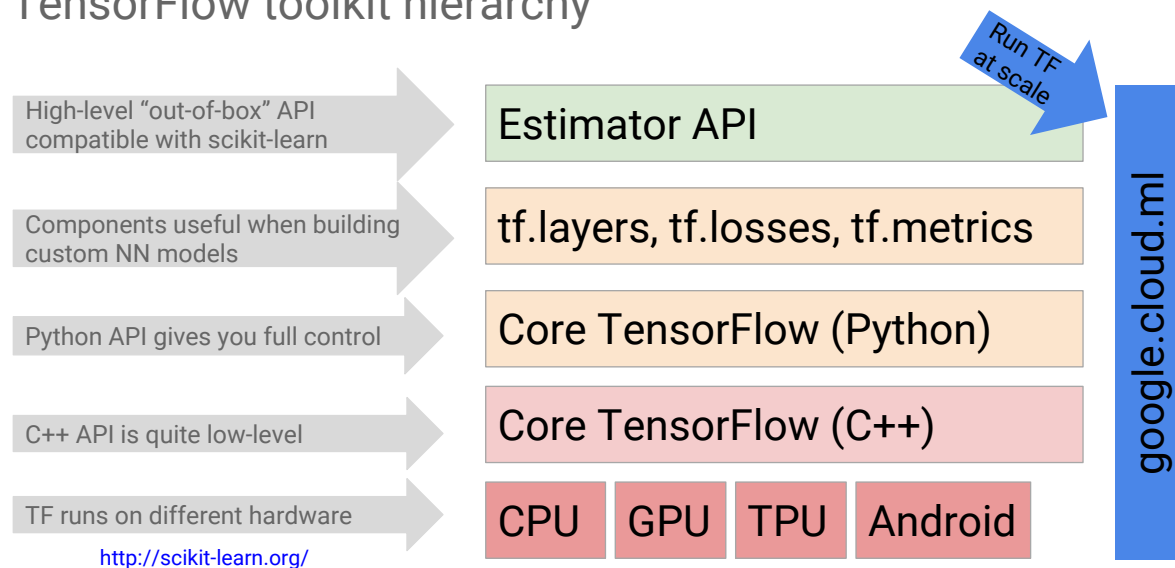 TensorFlow toolkit hierarchy
Run TF
at scale
High-level “out-of-box” API
compatible with scikit-learn
Estimator API
Components useful when building
custom NN models
tf.layers, tf.losses, tf.metrics
Python API gives you full control
Core TensorFlow (Python)
C++ API is quite low-level
Core TensorFlow (C++)
TF runs on different hardware
CPU GPU TPU Android
http://scikit-learn.org/
google.cloud.ml